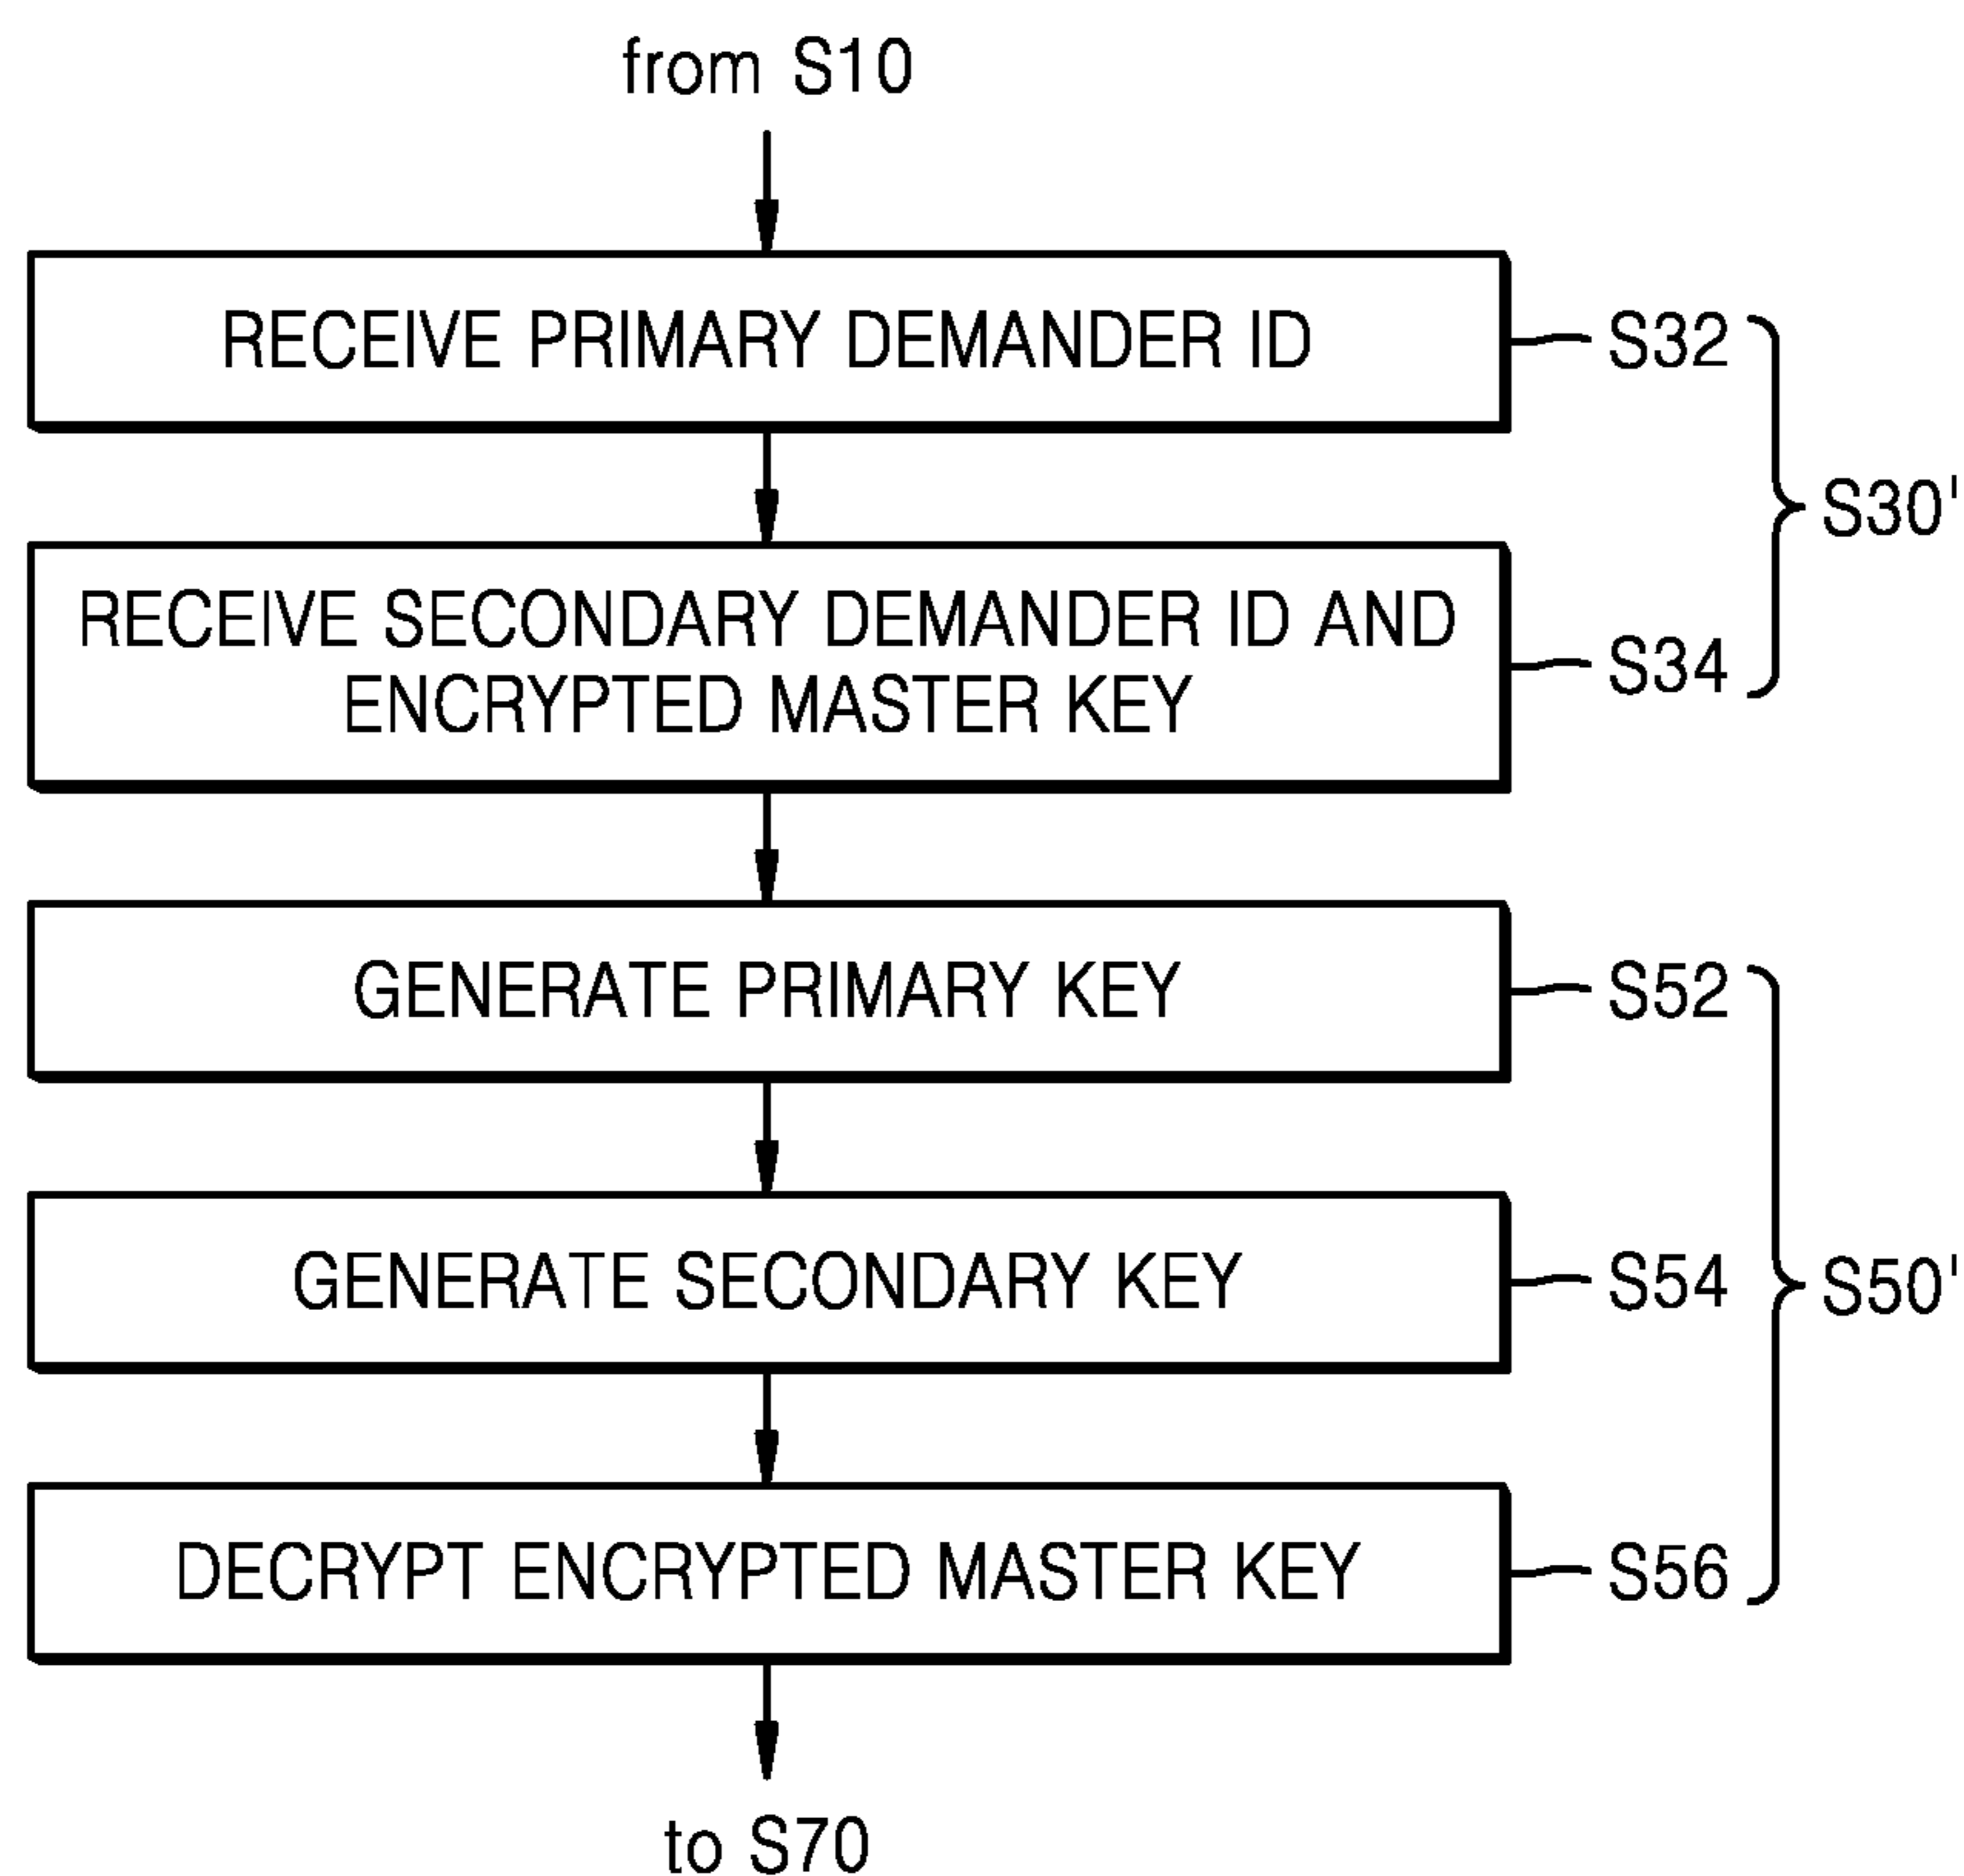 from S10
RECEIVE PRIMARY DEMANDER ID
S32
S30'
RECEIVE SECONDARY DEMANDER ID AND
ENCRYPTED MASTER KEY
S34
GENERATE PRIMARY KEY
S52
GENERATE SECONDARY KEY
S54
S50'
DECRYPT ENCRYPTED MASTER KEY
S56
to S70